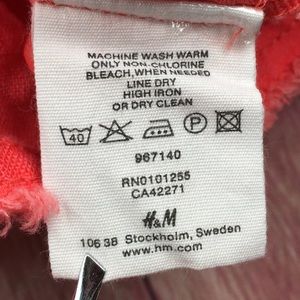 MACHINE WASH WARM
ONLY NON-CHLORINE
BLEACH, WHEN NEEDED
LINE DRY
HIGH IRON
OR DRY CLEAN
40 P
967140
RN0101255
CA42271
H&M
106 38 Stockholm, Sweden
www.hm.com